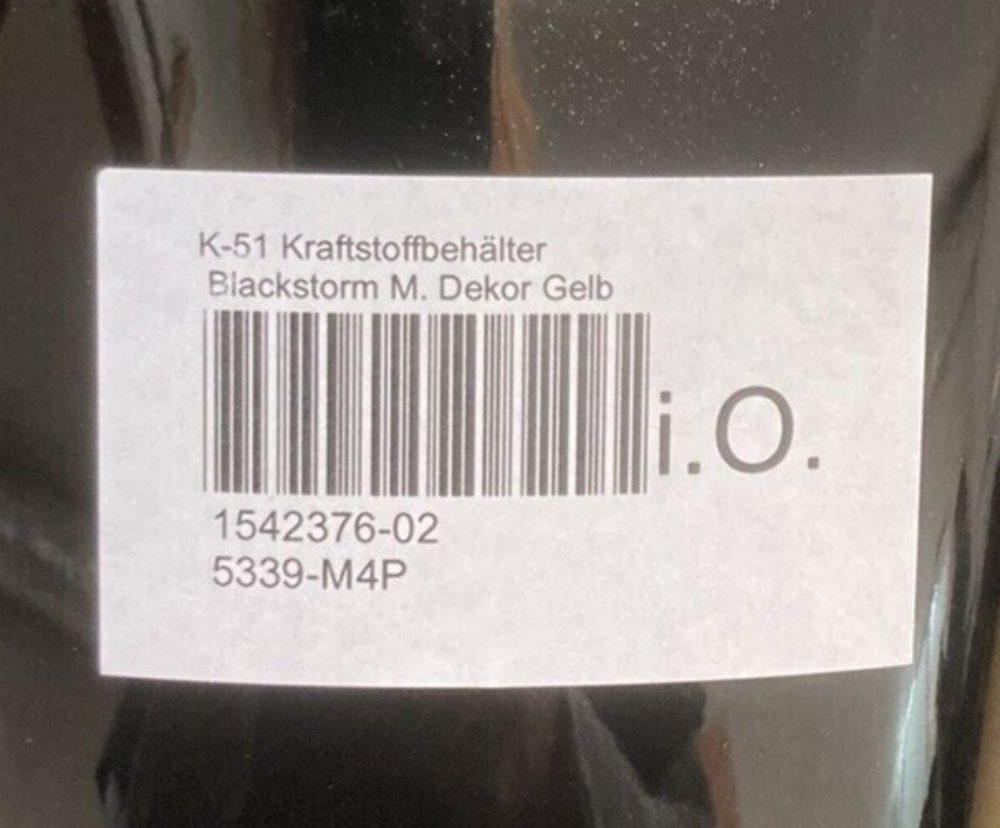 K-51 Kraftstoffbehälter
Blackstorm M. Dekor Gelb
i.O.
1542376-02
5339-M4P